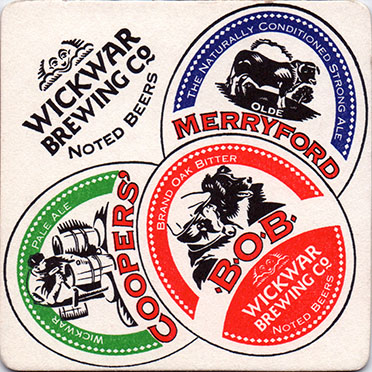 WICKWAR
BREWING Co
NOTED BEERS
THE NATURALLY CONDITIONED STRONG ALE
OLDE
MERRYFORD
PALE ALE
COOPERS'
WICKWAR
BRAND OAK BITTER
·B·O·B·
WICKWAR
BREWING Co
NOTED BEERS